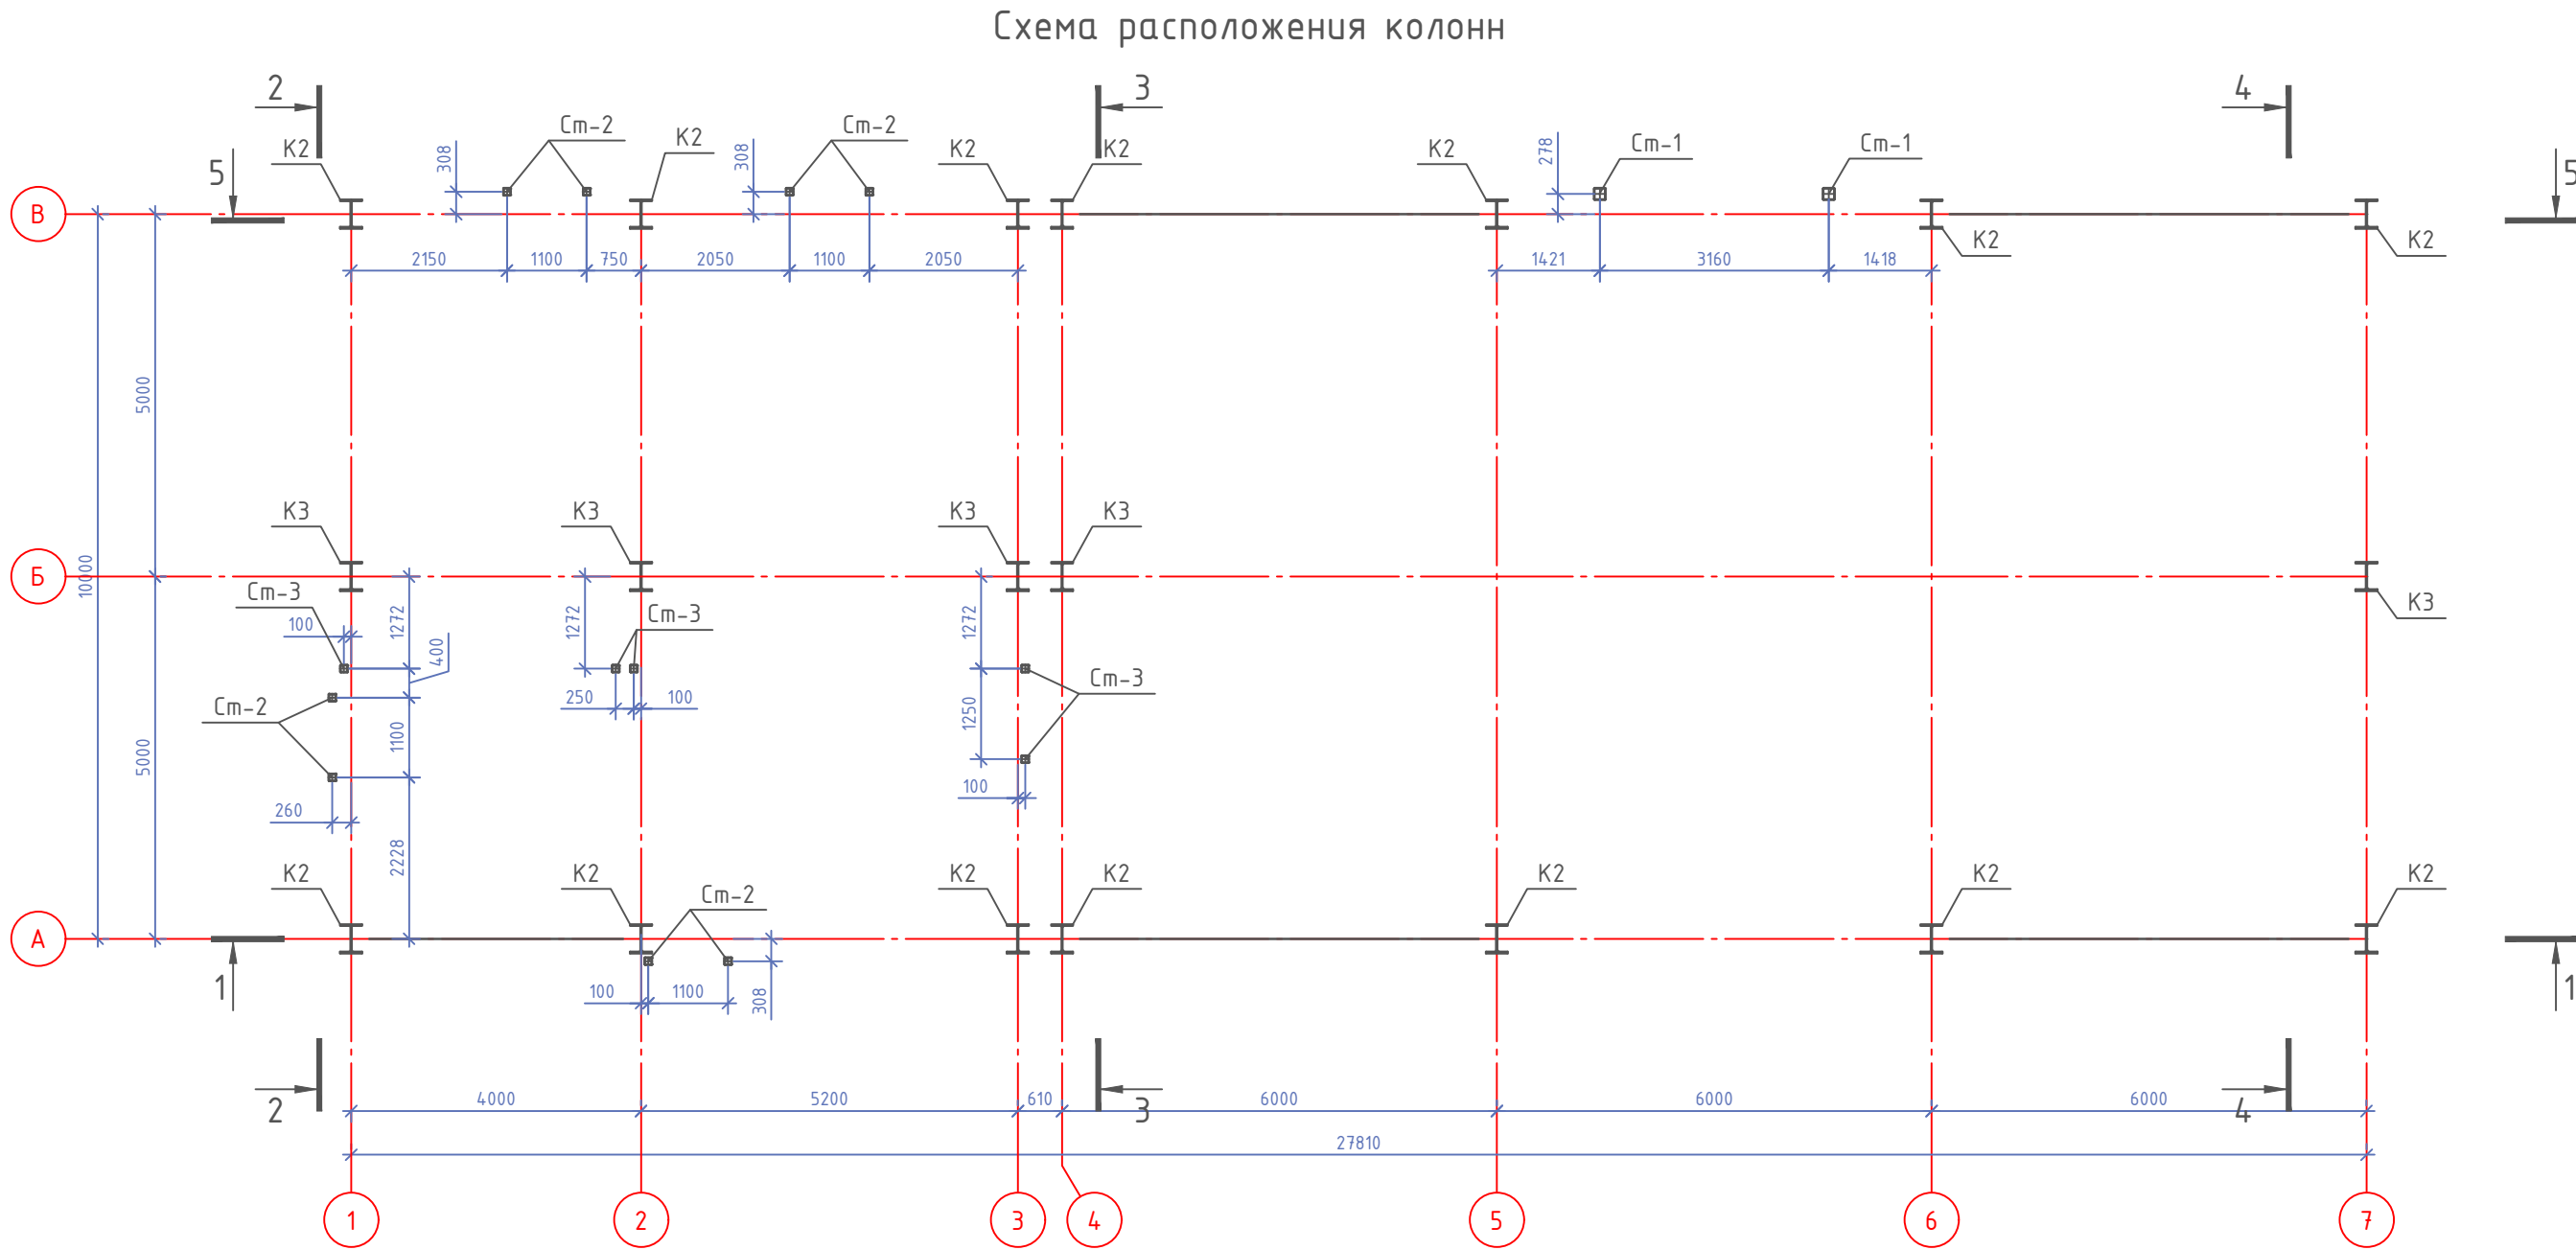 Схема расположения колонн
2 3 4
Ст-2 Ст-2 Ст-1 Ст-1
К2 К2 К2 К2 К2
5 308 308 278 5
В
К2 К2
2150 1100 750 2050 1100 2050 1421 3160 1418
5000
К3 К3 К3 К3
Б
10000
Ст-3 Ст-3 К3
100 1272 400 1272 1272
Ст-3
250 100
Ст-2 1100 1250
5000
100
260
2228
К2 К2 Ст-2 К2 К2 К2 К2 К2
А
1 100 1100 308 1
2 4000 5200 610 3 6000 6000 6000 4
27810
1 2 3 4 5 6 7